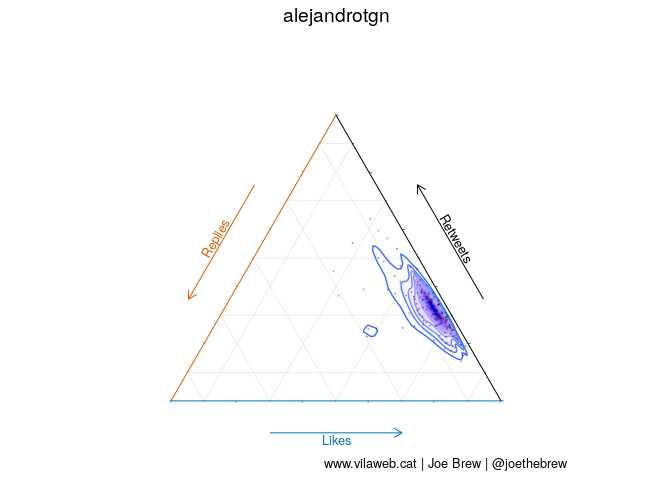 alejandrotgn
Replies
Retweets
Likes
www.vilaweb.cat | Joe Brew | @joethebrew